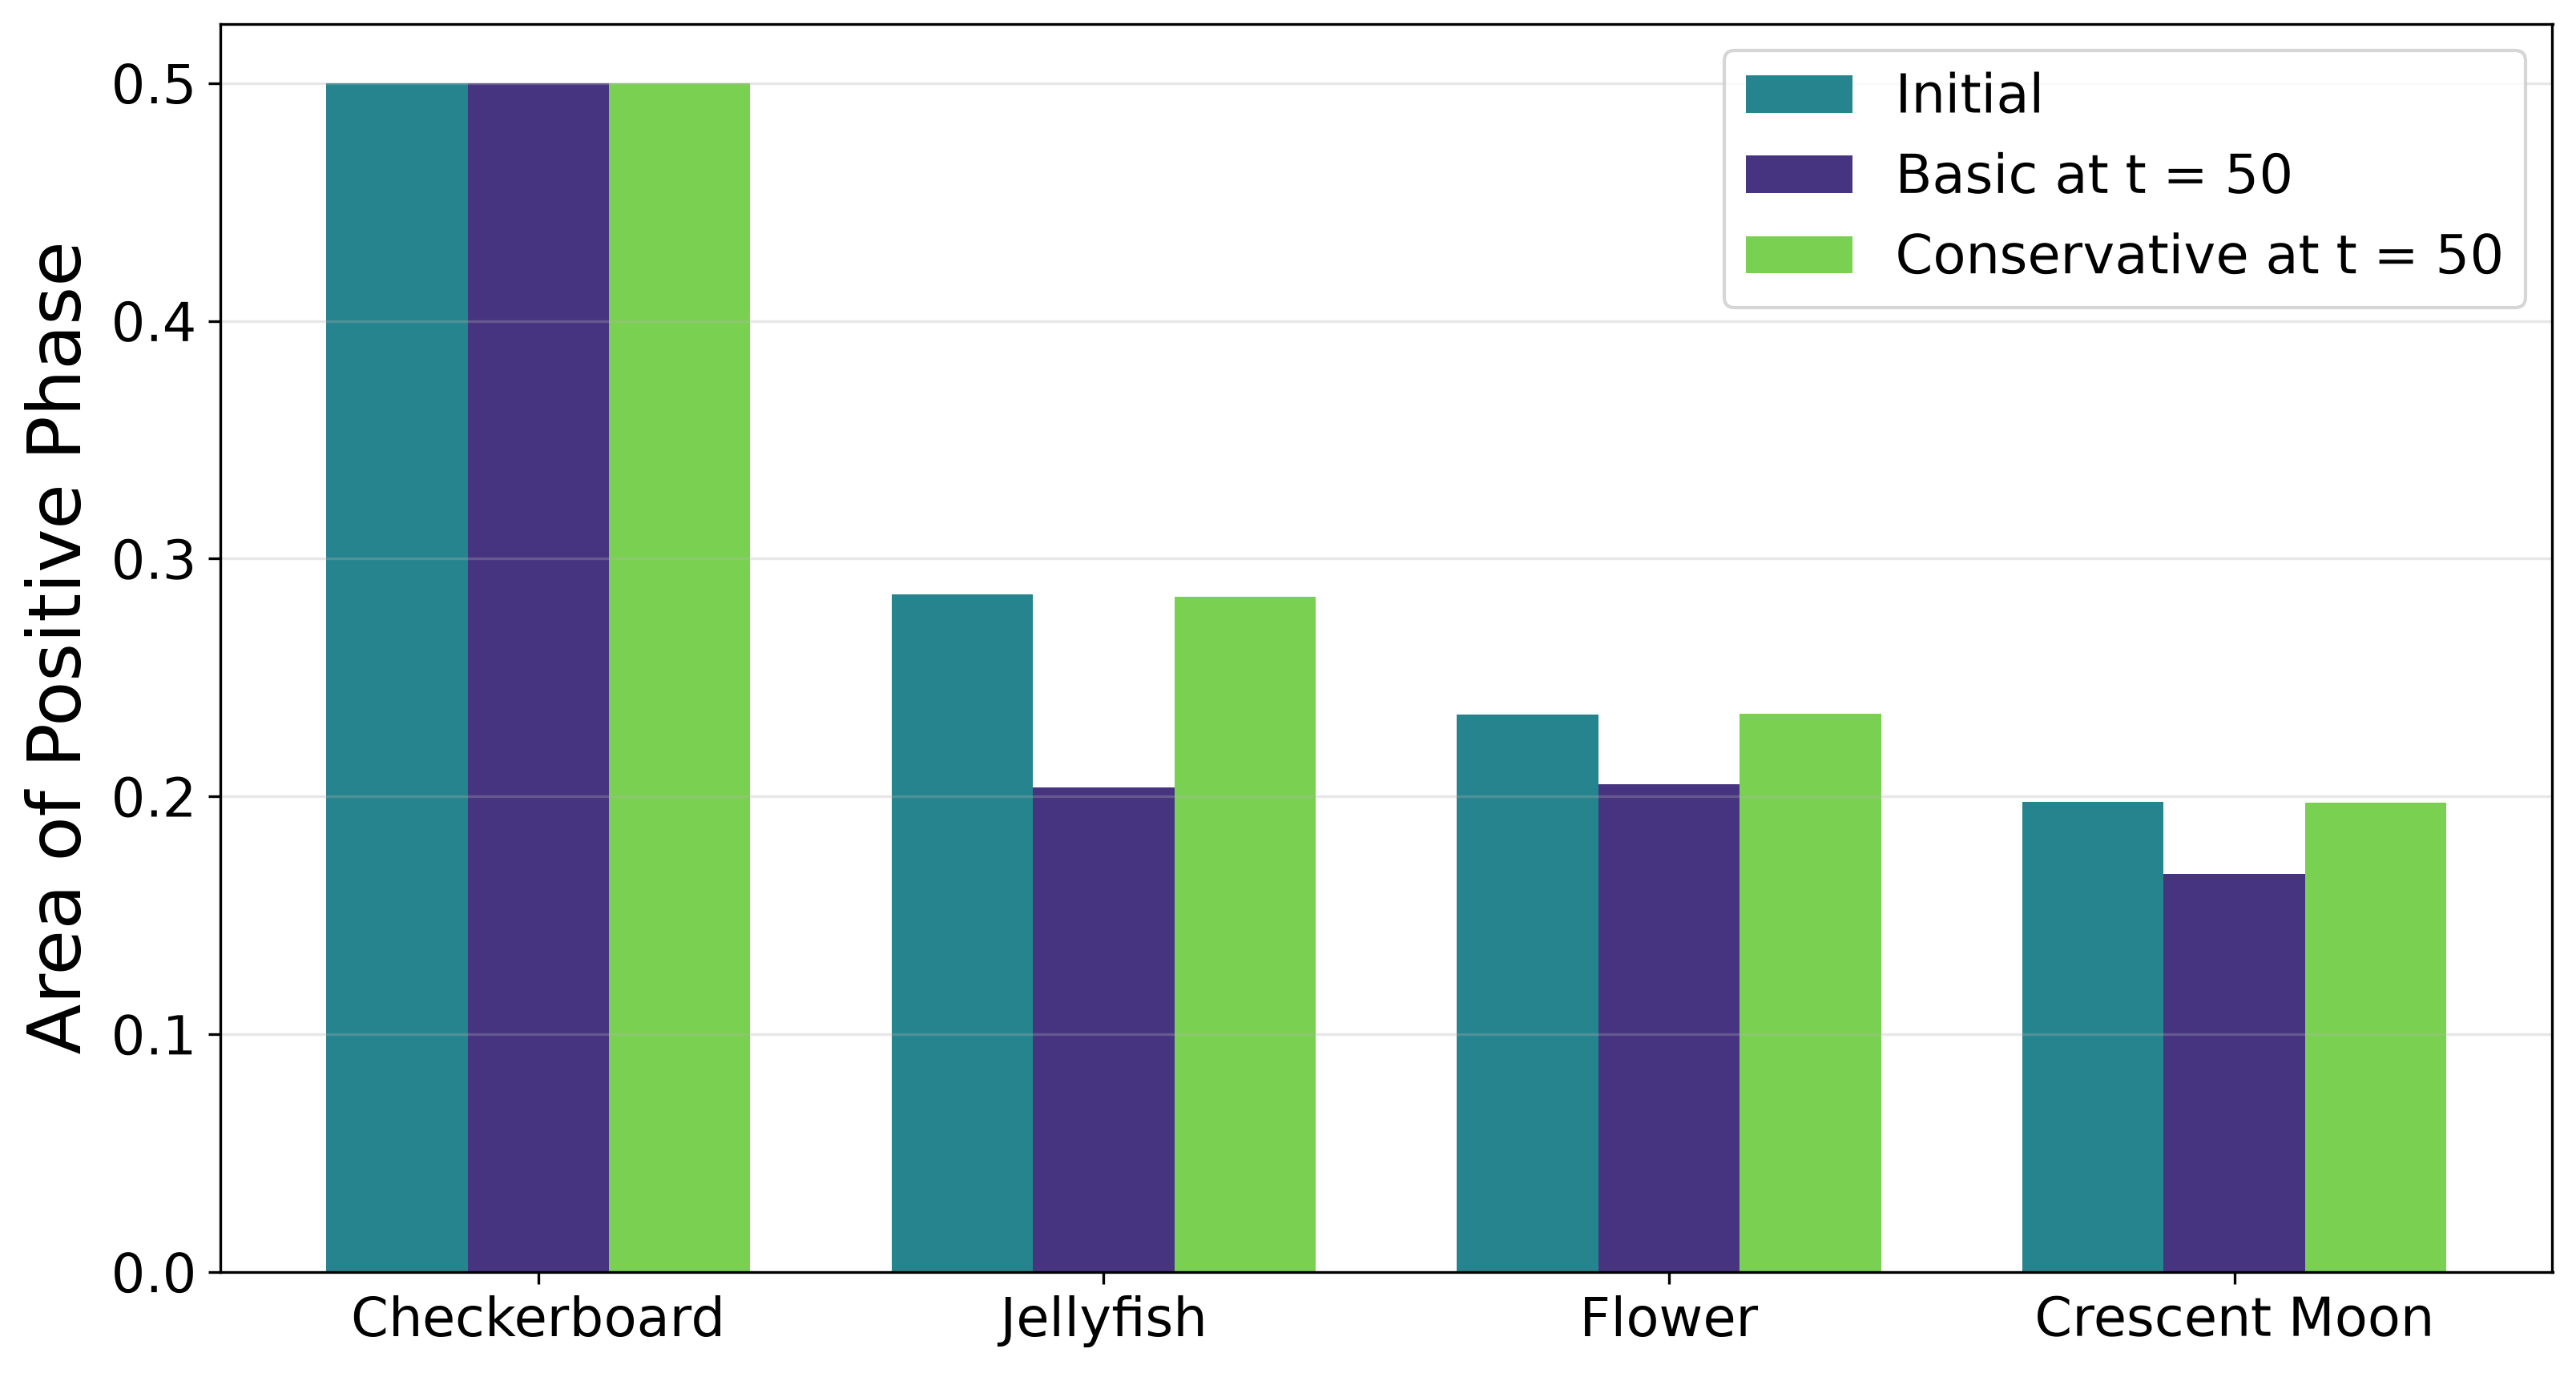 Area of Positive Phase
0.5
0.4
0.3
0.2
0.1
0.0
Initial
Basic at t = 50
Conservative at t = 50
Checkerboard
Jellyfish
Flower
Crescent Moon